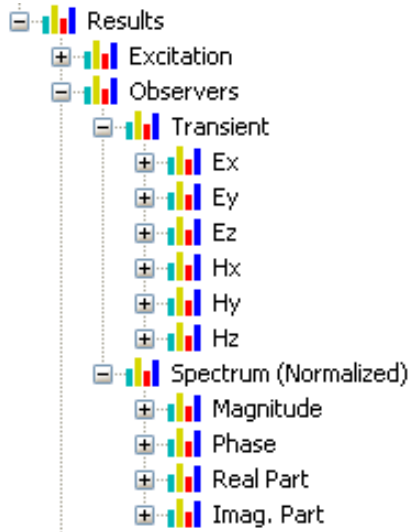 Results
Excitation
Observers
Transient
Ex
Ey
Ez
Hx
Hy
Hz
Spectrum (Normalized)
Magnitude
Phase
Real Part
Imag. Part